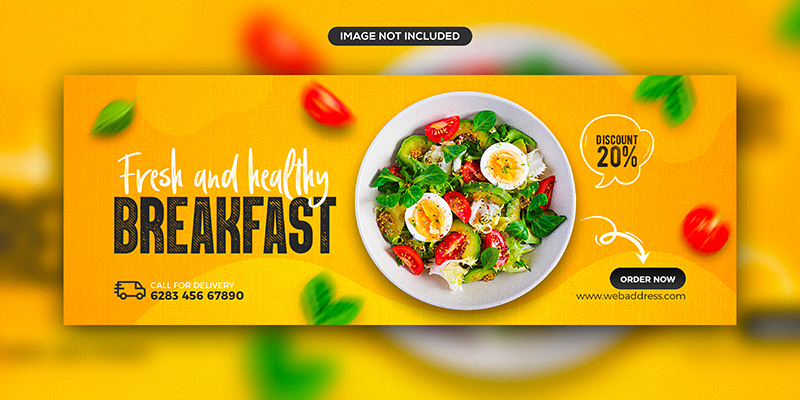 IMAGE NOT INCLUDED
Fresh and healthy
BREAKFAST
CALL FOR DELIVERY
6283 456 67890
DISCOUNT
20%
ORDER NOW
www.webaddress.com